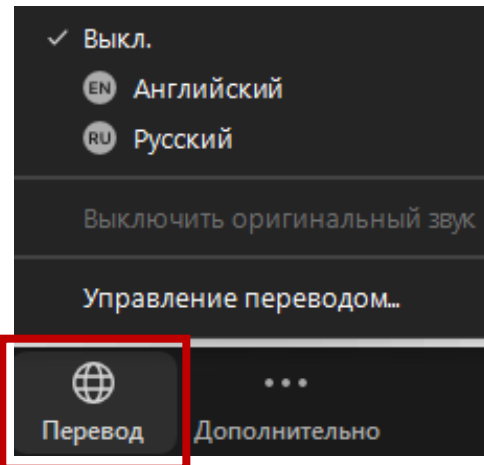 Выкл.
EN Английский
RU Русский
Выключить оригинальный звук
Управление переводом...
Перевод
Дополнительно